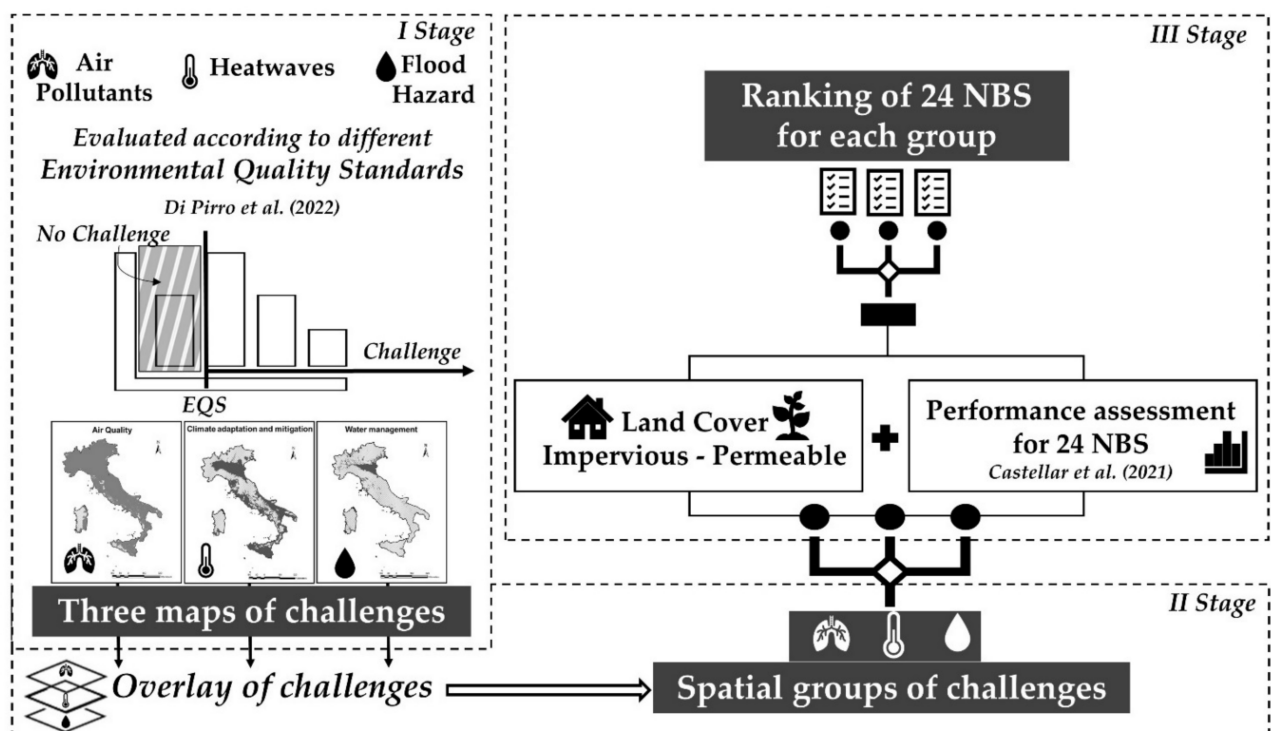 I Stage
Air
Pollutants
Heatwaves
Flood
Hazard
Evaluated according to different
Environmental Quality Standards
Di Pirro et al. (2022)
No Challenge
Challenge
EQS
Air Quality
Climate adaptation and mitigation
Water management
Three maps of challenges
Overlay of challenges
II Stage
Spatial groups of challenges
III Stage
Ranking of 24 NBS
for each group
Land Cover
Impervious - Permeable
Performance assessment
for 24 NBS
Castellar et al. (2021)